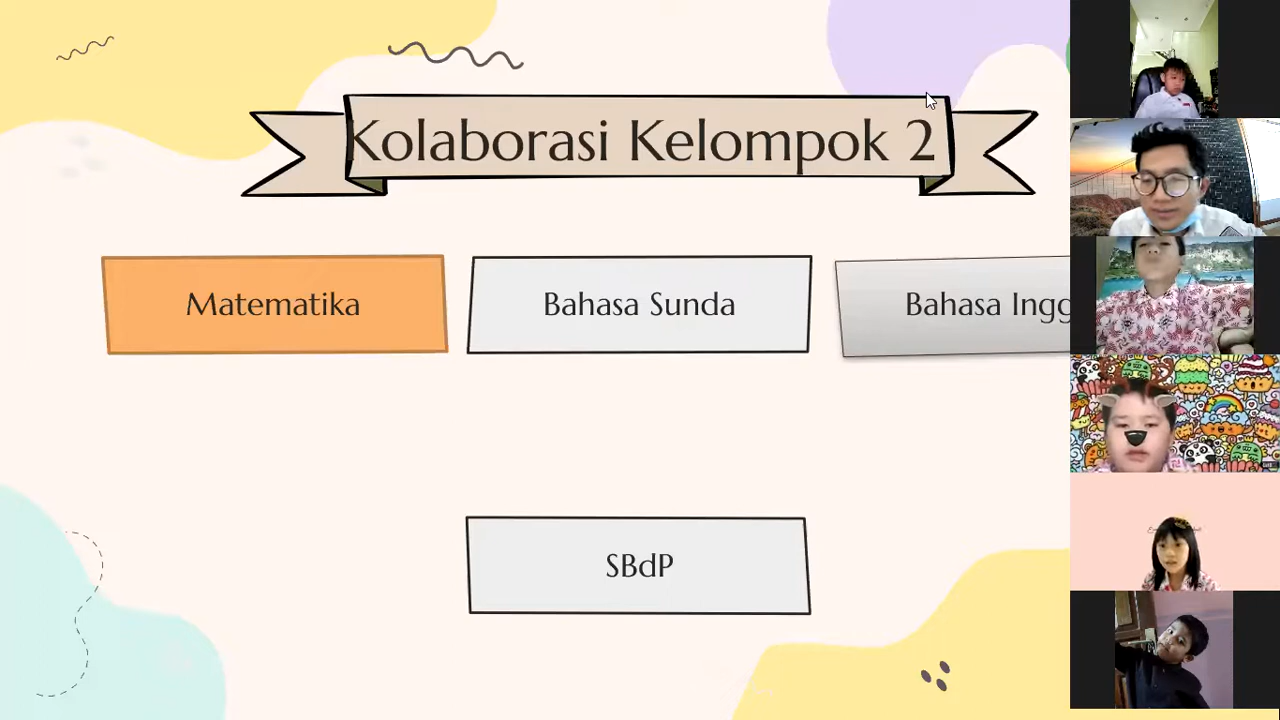 Kolaborasi Kelompok 2
Matematika
Bahasa Sunda
Bahasa Ingg
SBdP